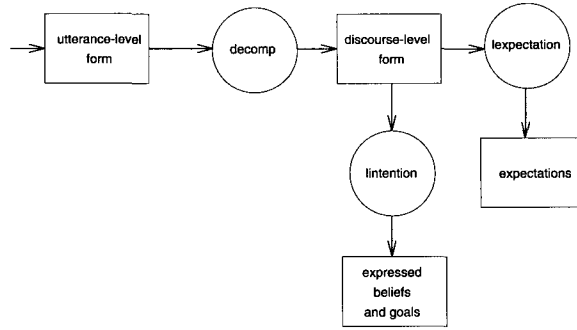 utterance-level
form
decomp
discourse-level
form
lexpectation
lintention
expectations
expressed
beliefs
and goals